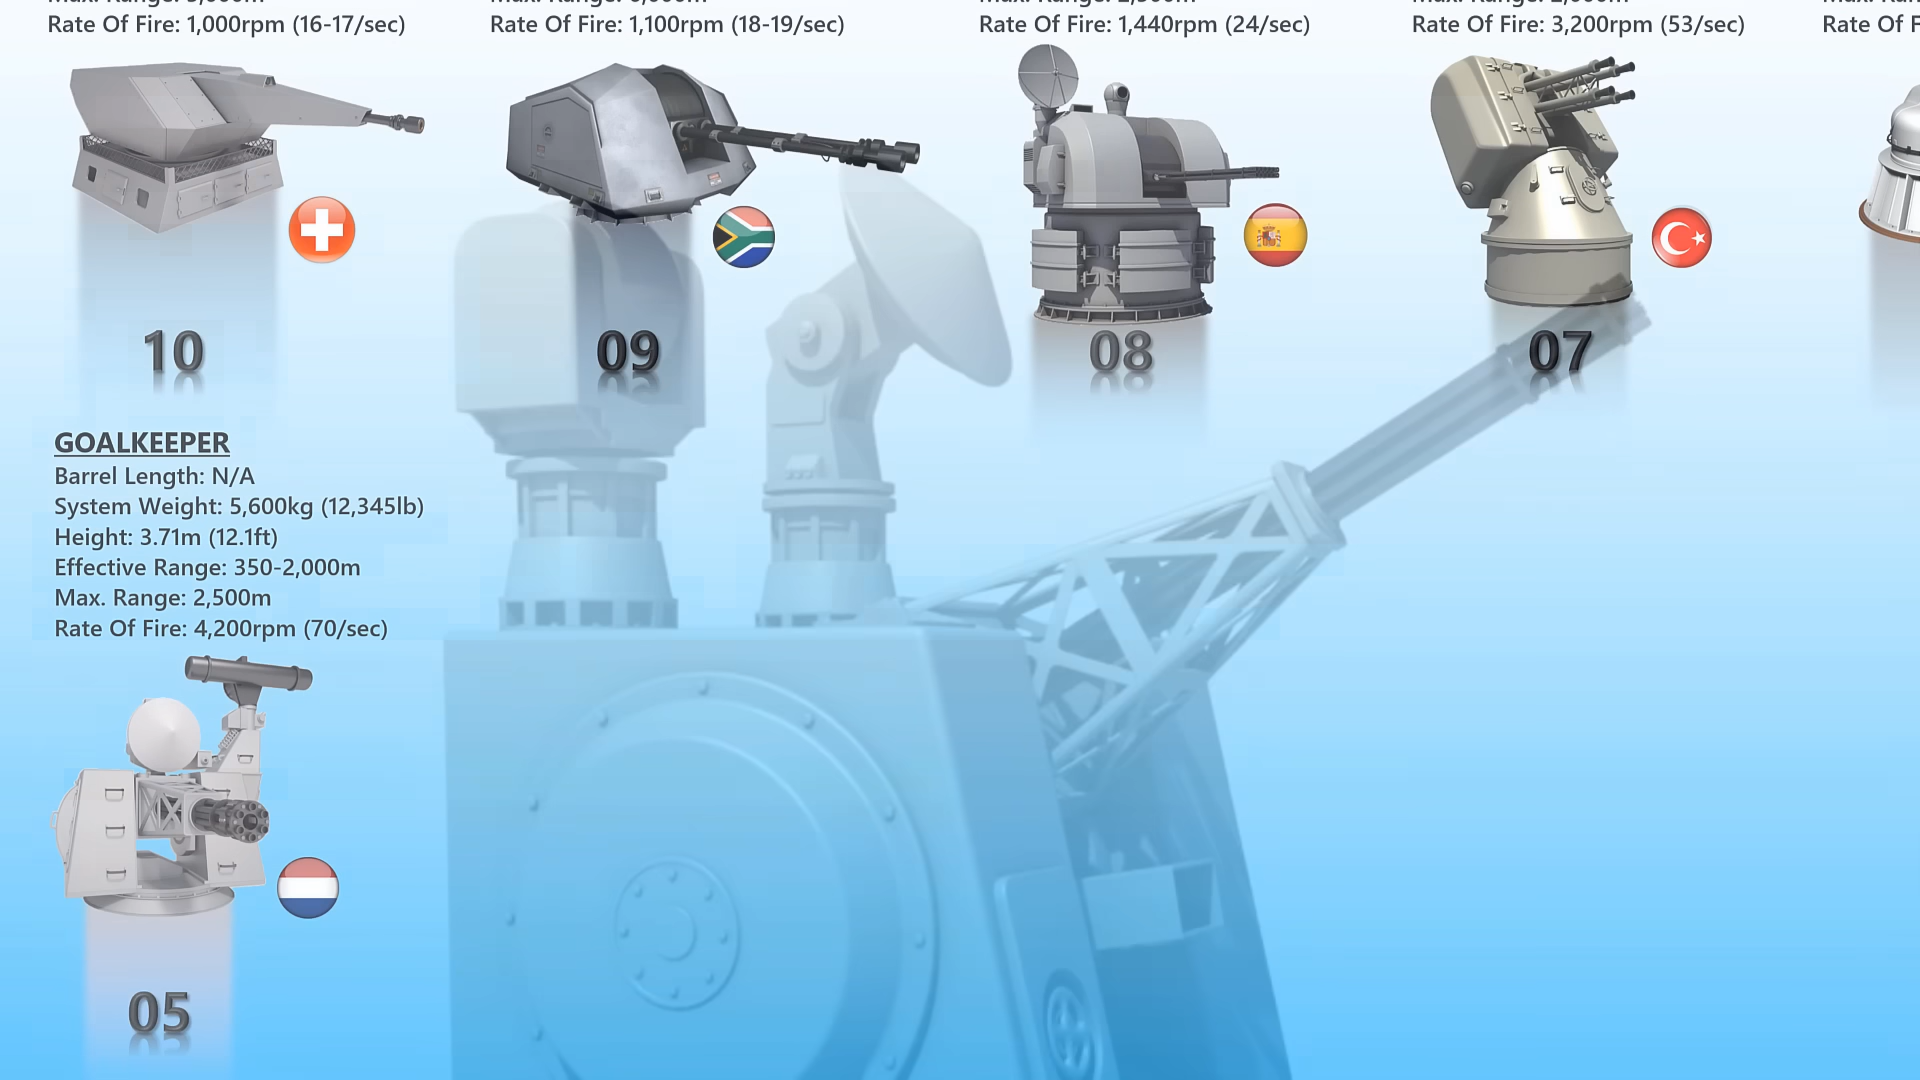 Rate Of Fire: 1,000rpm (16-17/sec)
Rate Of Fire: 1,100rpm (18-19/sec)
Rate Of Fire: 1,440rpm (24/sec)
Rate Of Fire: 3,200rpm (53/sec)
Rate Of F
10
09
08
07
GOALKEEPER
Barrel Length: N/A
System Weight: 5,600kg (12,345lb)
Height: 3.71m (12.1ft)
Effective Range: 350-2,000m
Max. Range: 2,500m
Rate Of Fire: 4,200rpm (70/sec)
05